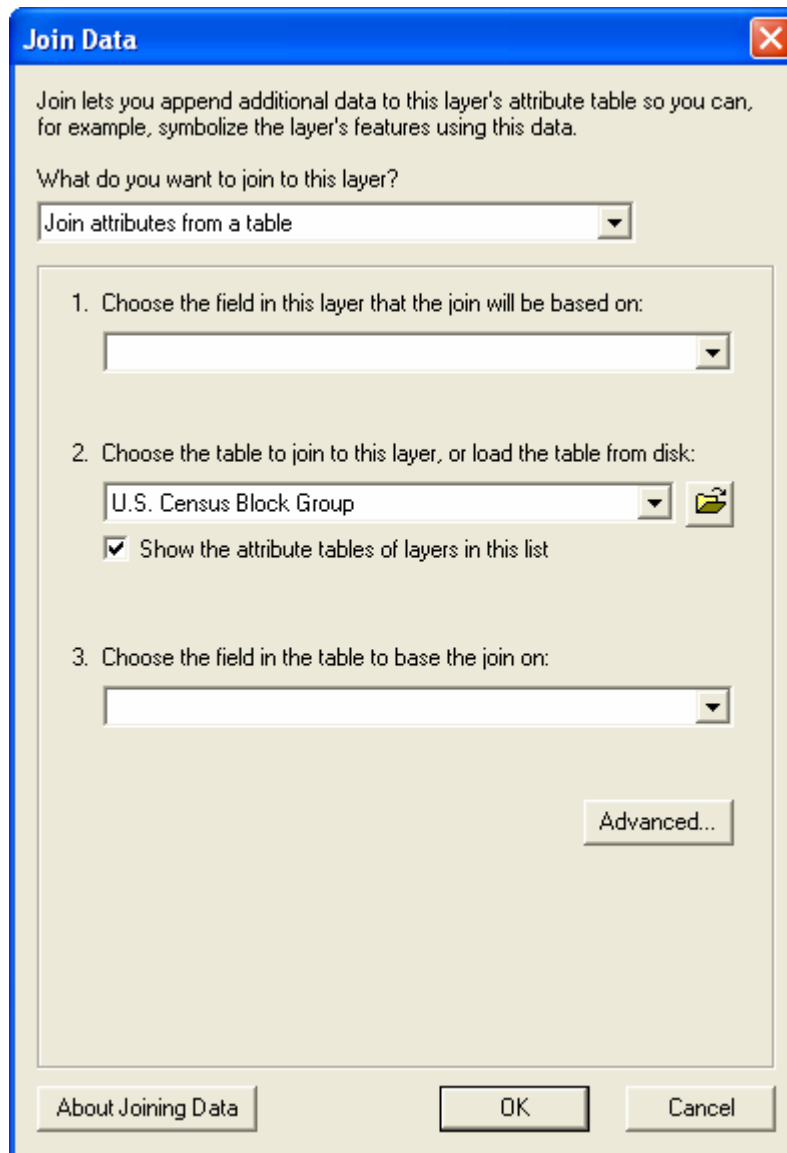 Join Data
Join lets you append additional data to this layer's attribute table so you can,
for example, symbolize the layer's features using this data.
What do you want to join to this layer?
Join attributes from a table
1. Choose the field in this layer that the join will be based on:
2. Choose the table to join to this layer, or load the table from disk:
U.S. Census Block Group
Show the attribute tables of layers in this list
3. Choose the field in the table to base the join on:
Advanced...
About Joining Data OK Cancel